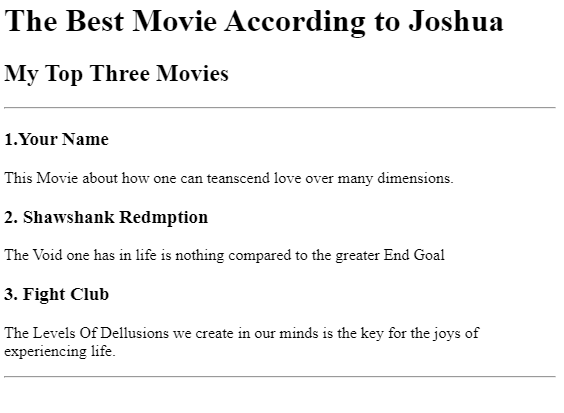 The Best Movie According to Joshua
My Top Three Movies
1.Your Name
This Movie about how one can teanscend love over many dimensions.
2. Shawshank Redmption
The Void one has in life is nothing compared to the greater End Goal
3. Fight Club
The Levels Of Dellusions we create in our minds is the key for the joys of
experiencing life.